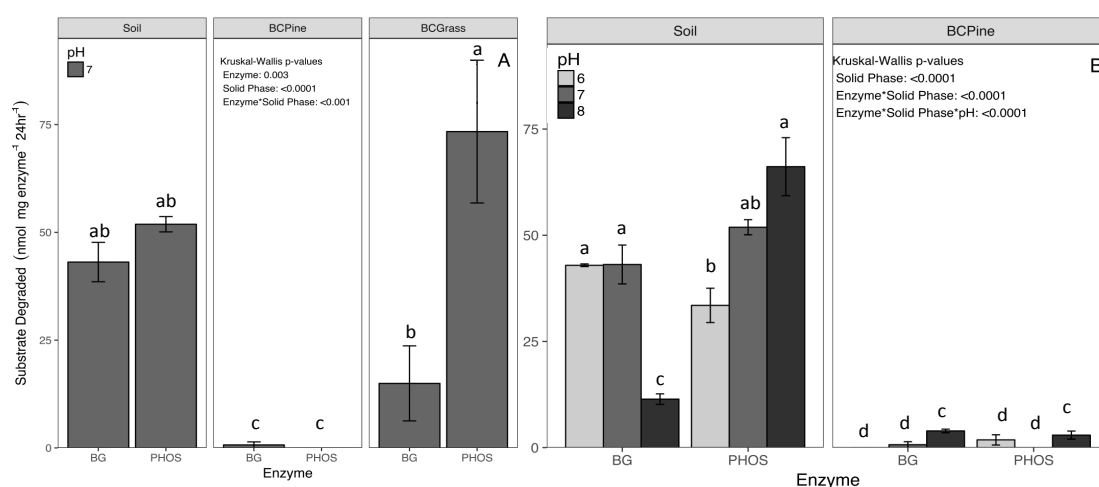 Soil
BCPine
BCGrass
pH
7
Kruskal-Wallis p-values
Enzyme: 0.003
Solid Phase: <0.0001
Enzyme*Solid Phase: <0.001
A
a
ab
ab
b
c
c
Substrate Degraded (nmol mg enzyme⁻¹ 24hr⁻¹)
75
50
25
0
BG
PHOS
BG
PHOS
BG
PHOS
Enzyme
Soil
BCPine
pH
6
7
8
Kruskal-Wallis p-values
Solid Phase: <0.0001
Enzyme*Solid Phase: <0.0001
Enzyme*Solid Phase*pH: <0.0001
75
50
25
0
a
a
c
b
ab
a
d
d
c
d
d
c
BG
PHOS
BG
PHOS
Enzyme